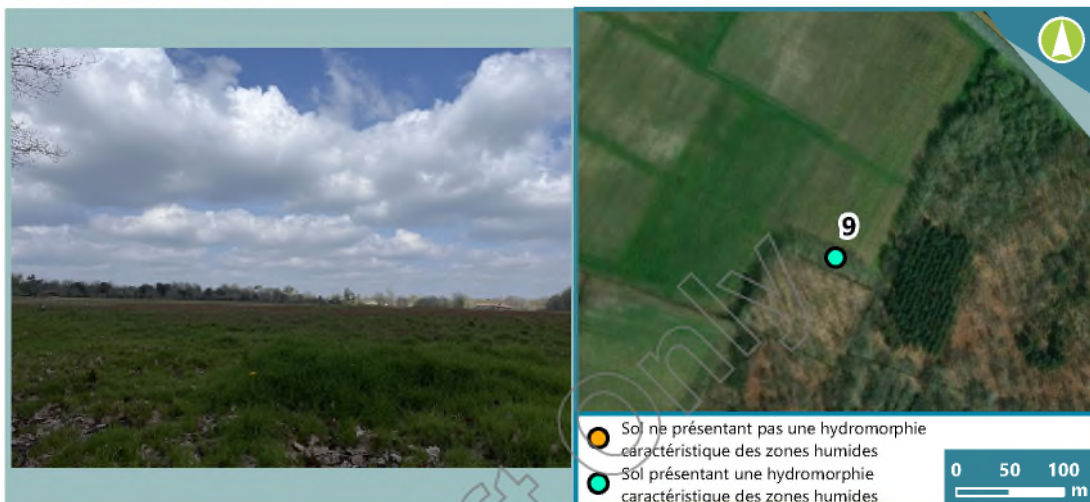 9
Sol ne présentant pas une hydromorphie
caractéristique des zones humides
Sol présentant une hydromorphie
caractéristique des zones humides
0 50 100
m
only